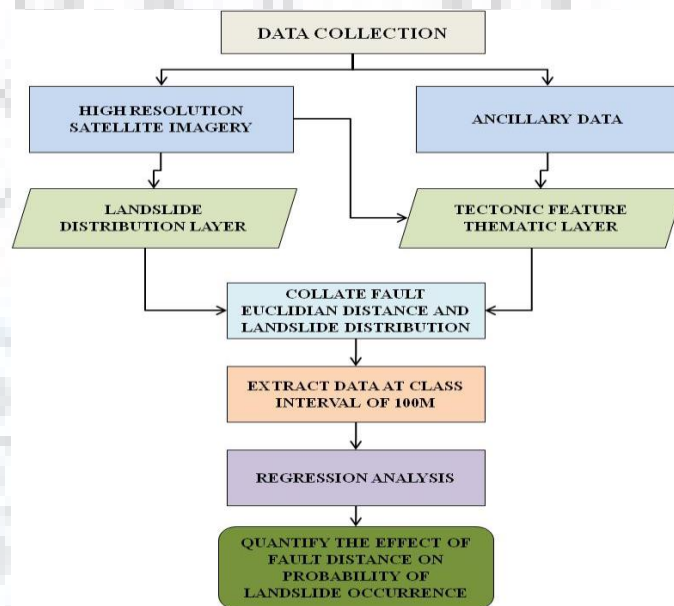 DATA COLLECTION
HIGH RESOLUTION
SATELLITE IMAGERY
ANCILLARY DATA
LANDSLIDE
DISTRIBUTION LAYER
TECTONIC FEATURE
THEMATIC LAYER
COLLATE FAULT
EUCLIDIAN DISTANCE AND
LANDSLIDE DISTRIBUTION
EXTRACT DATA AT CLASS
INTERVAL OF 100M
REGRESSION ANALYSIS
QUANTIFY THE EFFECT OF
FAULT DISTANCE ON
PROBABILITY OF
LANDSLIDE OCCURRENCE